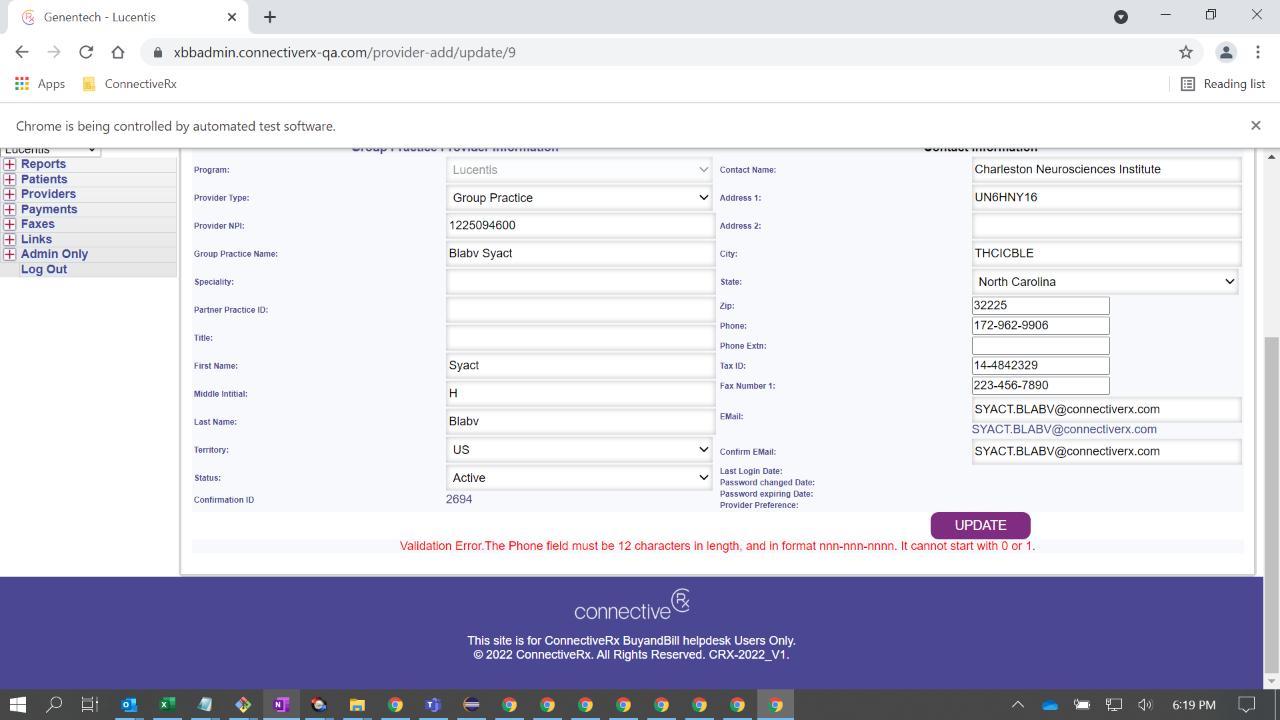 Genentech - Lucentis
xbbadmin.connectiverx-qa.com/provider-add/update/9
Apps
ConnectiveRx
Reading list
Chrome is being controlled by automated test software.
Lucentis
Reports
Patients
Providers
Payments
Faxes
Links
Admin Only
Log Out
Group Practice Provider Information
Program: Lucentis
Provider Type: Group Practice
Provider NPI: 1225094600
Group Practice Name: Blabv Syact
Speciality:
Partner Practice ID:
Title:
First Name: Syact
Middle Intitial: H
Last Name: Blabv
Territory: US
Status: Active
Confirmation ID 2694
Contact Information
Contact Name: Charleston Neurosciences Institute
Address 1: UN6HNY16
Address 2:
City: THCICBLE
State: North Carolina
Zip: 32225
Phone: 172-962-9906
Phone Extn:
Tax ID: 14-4842329
Fax Number 1: 223-456-7890
EMail: SYACT.BLABV@connectiverx.com
SYACT.BLABV@connectiverx.com
Confirm EMail: SYACT.BLABV@connectiverx.com
Last Login Date:
Password changed Date:
Password expiring Date:
Provider Preference:
UPDATE
Validation Error.The Phone field must be 12 characters in length, and in format nnn-nnn-nnnn. It cannot start with 0 or 1.
connective Rx
This site is for ConnectiveRx BuyandBill helpdesk Users Only.
© 2022 ConnectiveRx. All Rights Reserved. CRX-2022_V1.
6:19 PM